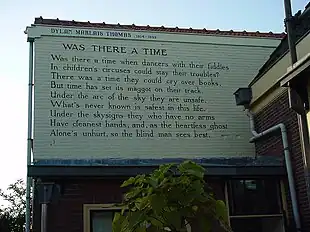 DYLAN MARLAIS THOMAS 1914-1953
WAS THERE A TIME
Was there a time when dancers with their fiddles
In children's circuses could stay their troubles?
There was a time they could cry over books,
But time has set its maggot on their track.
Under the arc of the sky they are unsafe.
What's never known is safest in this life.
Under the skysigns they who have no arms
Have cleanest hands, and, as the heartless ghost
Alone's unhurt, so the blind man sees best.